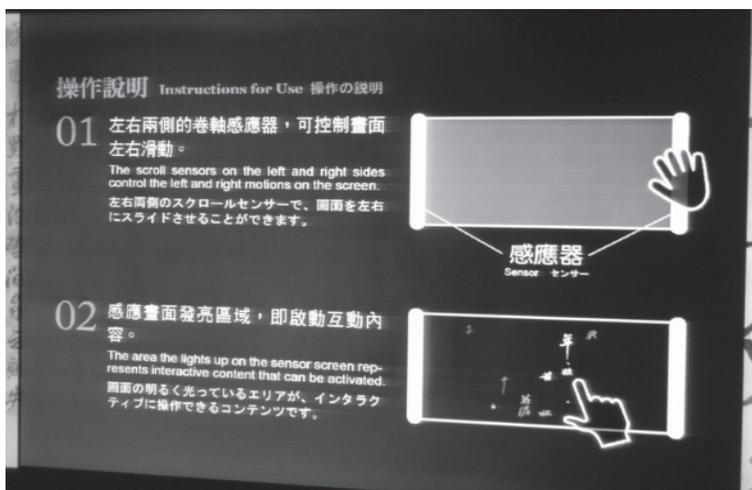 操作説明 Instructions for Use 操作の説明
01
左右兩側的卷軸感應器，可控制畫面
左右滑動。
The scroll sensors on the left and right sides
control the left and right motions on the screen.
左右両側のスクロールセンサーで、画面を左右
にスライドさせることができます。
感應器
Sensor センサー
02
感應畫面發亮區域，即啟動互動內
容。
The area the lights up on the sensor screen rep-
resents interactive content that can be activated.
画面の明るく光っているエリアが、インタラク
ティブに操作できるコンテンツです。